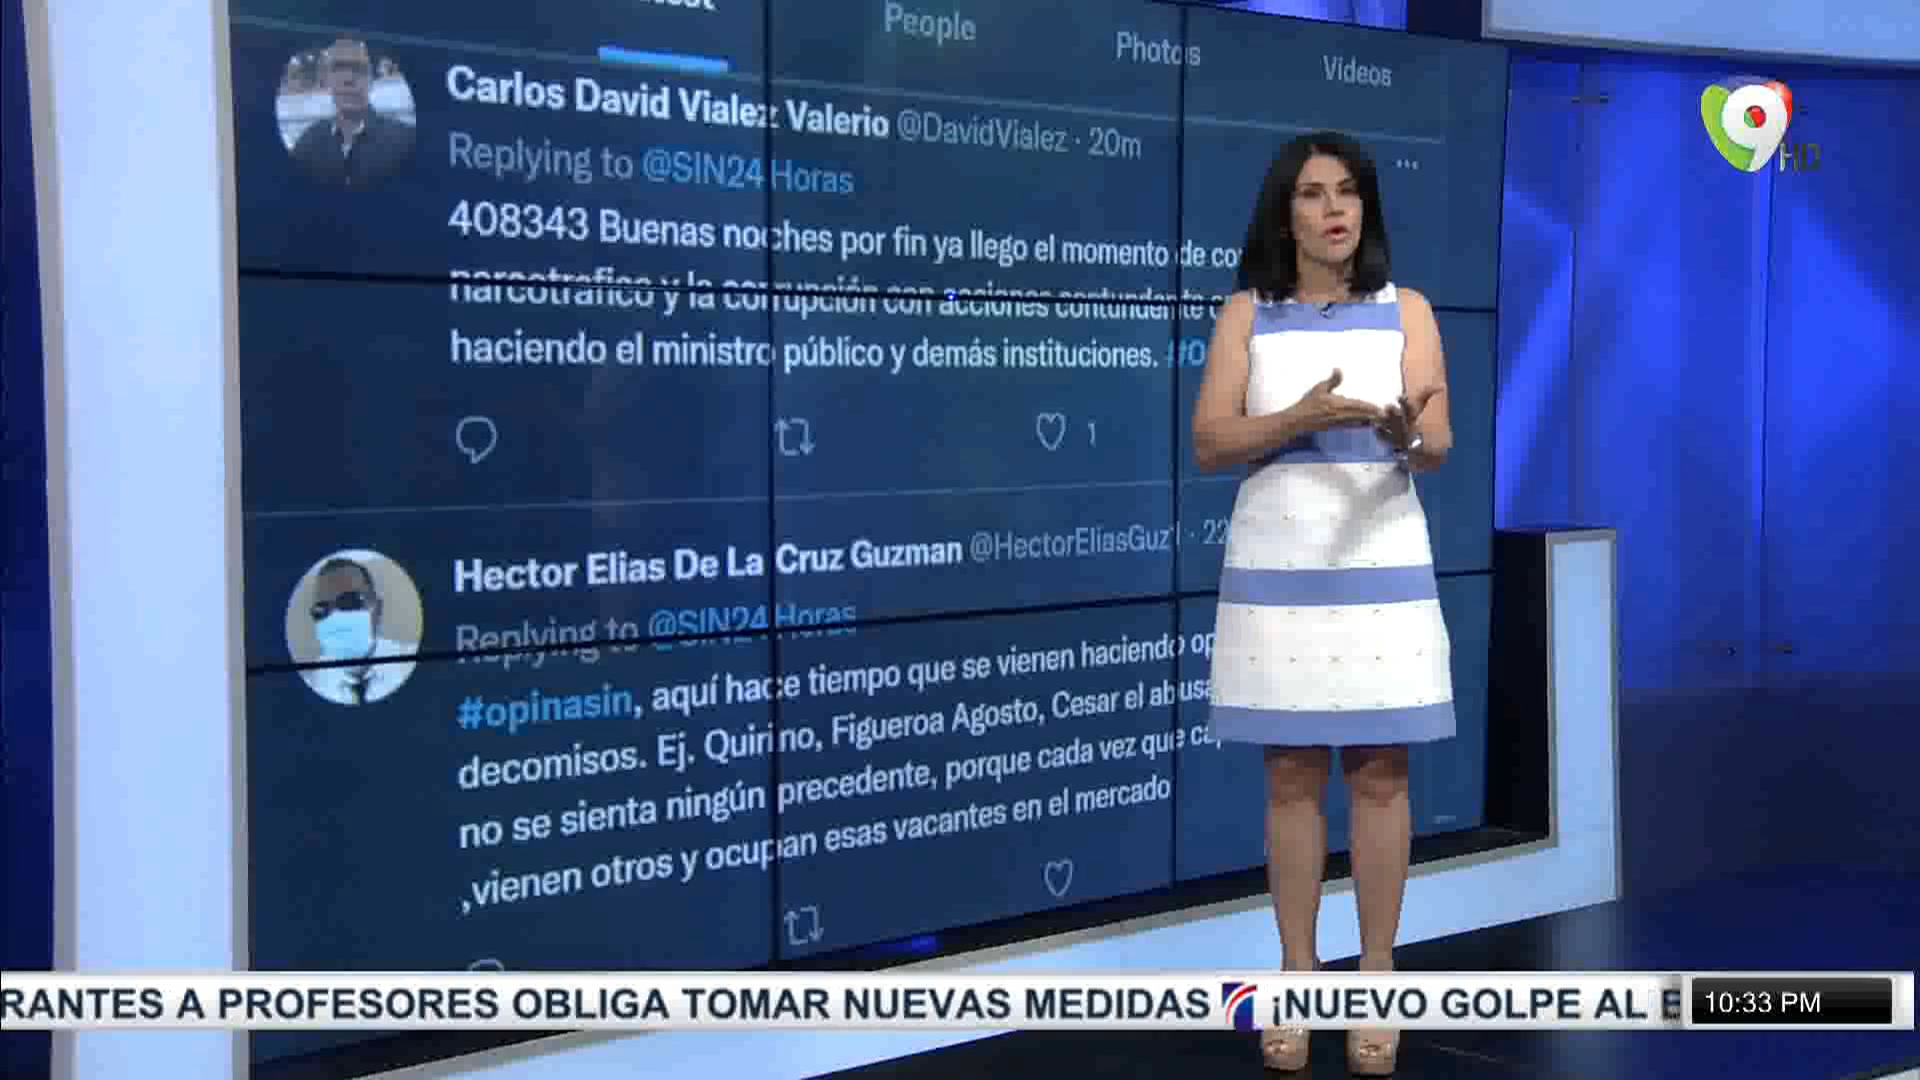 People
Photos
Videos
Carlos David Vialez Valerio @DavidVialez · 20m
Replying to @SIN24Horas
408343 Buenas noches por fin ya llego el momento de
narcotrafico y la corrupción con acciones contundente
haciendo el ministro público y demás instituciones.
1
Hector Elias De La Cruz Guzman @HectorEliasGuz1 · 22
Replying to @SIN24Horas
#opinasin, aquí hace tiempo que se vienen haciendo
decomisos. Ej. Quirino, Figueroa Agosto, Cesar el
no se sienta ningún precedente, porque cada vez que
,vienen otros y ocupan esas vacantes en el mercado
9
HD
RANTES A PROFESORES OBLIGA TOMAR NUEVAS MEDIDAS ¡NUEVO GOLPE AL
10:33 PM